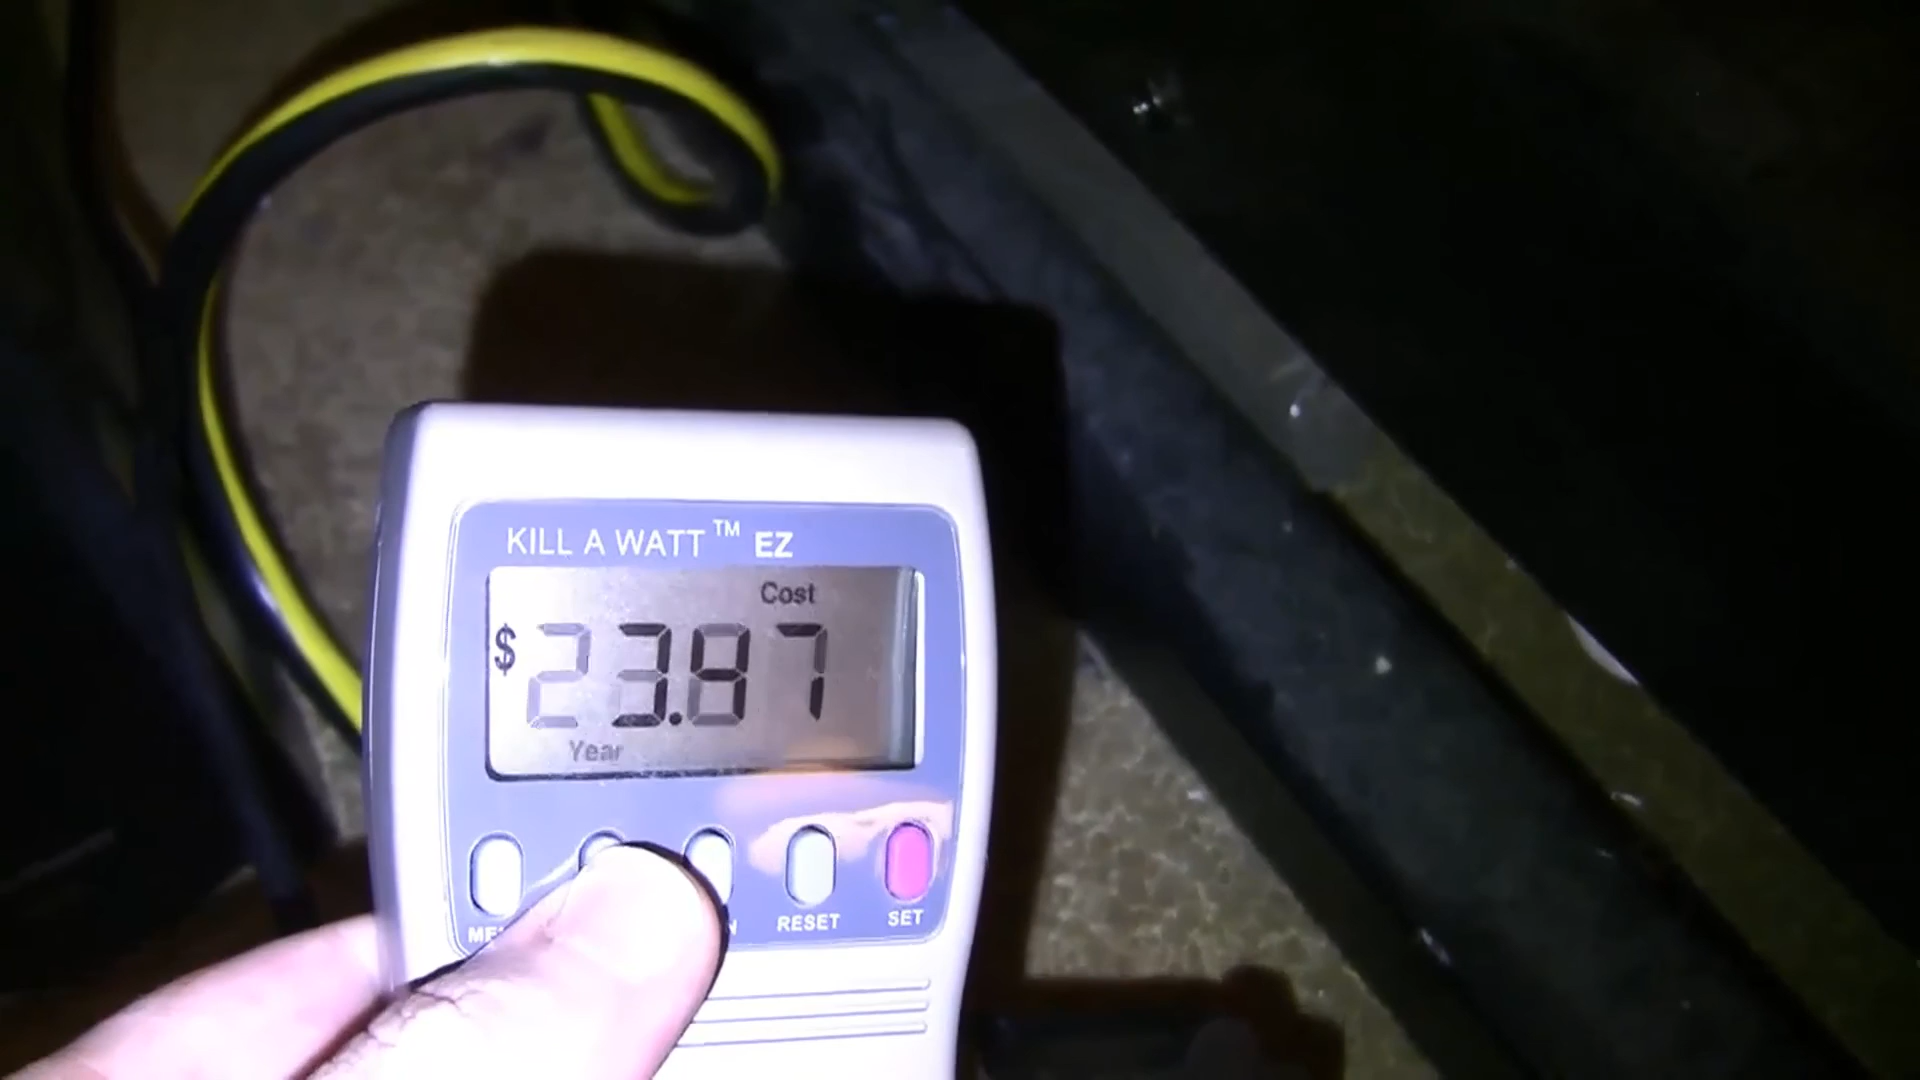 KILL A WATT™ EZ
Cost
$ 23.87
Year
RESET SET